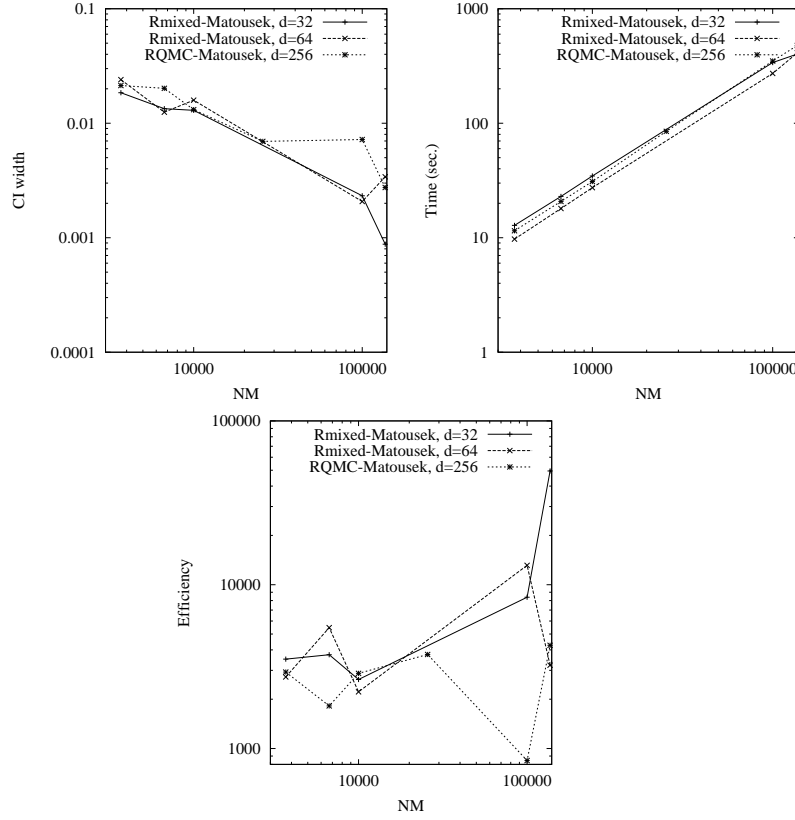 0.1
0.01
0.001
0.0001
10000
100000
CI width
NM
Rmixed-Matousek, d=32
Rmixed-Matousek, d=64
RQMC-Matousek, d=256
1000
100
10
1
10000
100000
Time (sec.)
NM
Rmixed-Matousek, d=32
Rmixed-Matousek, d=64
RQMC-Matousek, d=256
100000
10000
1000
10000
100000
Efficiency
NM
Rmixed-Matousek, d=32
Rmixed-Matousek, d=64
RQMC-Matousek, d=256